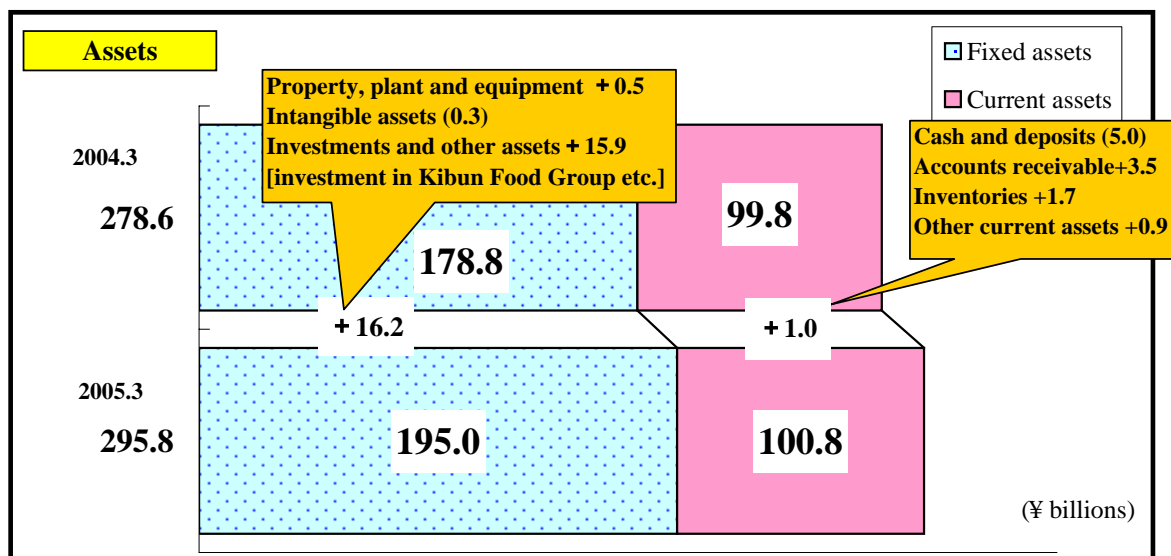 Assets
Fixed assets
Current assets
Property, plant and equipment + 0.5
Intangible assets (0.3)
Investments and other assets + 15.9
[investment in Kibun Food Group etc.]
Cash and deposits (5.0)
Accounts receivable+3.5
Inventories +1.7
Other current assets +0.9
2004.3
278.6
178.8
99.8
+ 16.2
+ 1.0
2005.3
295.8
195.0
100.8
(¥ billions)